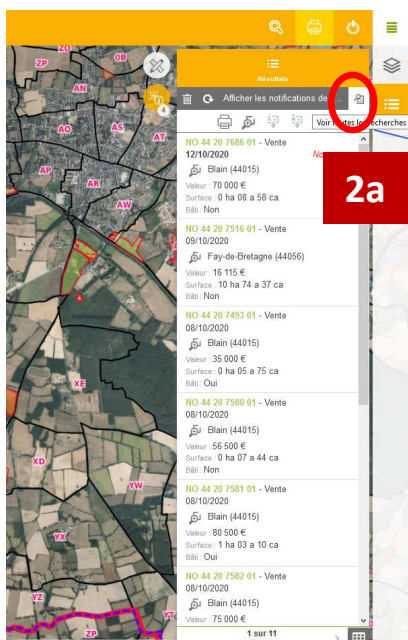 Résultats
Afficher les notifications de ...
Voir toutes les recherches
NO 44 20 7686 01 - Vente
12/10/2020
Blain (44015)
Valeur : 70 000 €
Surface : 0 ha 08 a 58 ca
Bâti : Non
2a
NO 44 20 7516 01 - Vente
09/10/2020
Fay-de-Bretagne (44056)
Valeur : 16 115 €
Surface : 10 ha 74 a 37 ca
Bâti : Non
NO 44 20 7493 01 - Vente
08/10/2020
Blain (44015)
Valeur : 35 000 €
Surface : 0 ha 05 a 75 ca
Bâti : Oui
NO 44 20 7580 01 - Vente
08/10/2020
Blain (44015)
Valeur : 56 500 €
Surface : 0 ha 07 a 44 ca
Bâti : Non
NO 44 20 7581 01 - Vente
08/10/2020
Blain (44015)
Valeur : 80 500 €
Surface : 1 ha 03 a 10 ca
Bâti : Oui
NO 44 20 7582 01 - Vente
08/10/2020
Blain (44015)
Valeur : 75 000 €
1 sur 11
ZO
ZP
0B
AN
4
AO
AS
AT
AP
AR
AW
XE
XD
YW
YX
YZ
YT
ZP